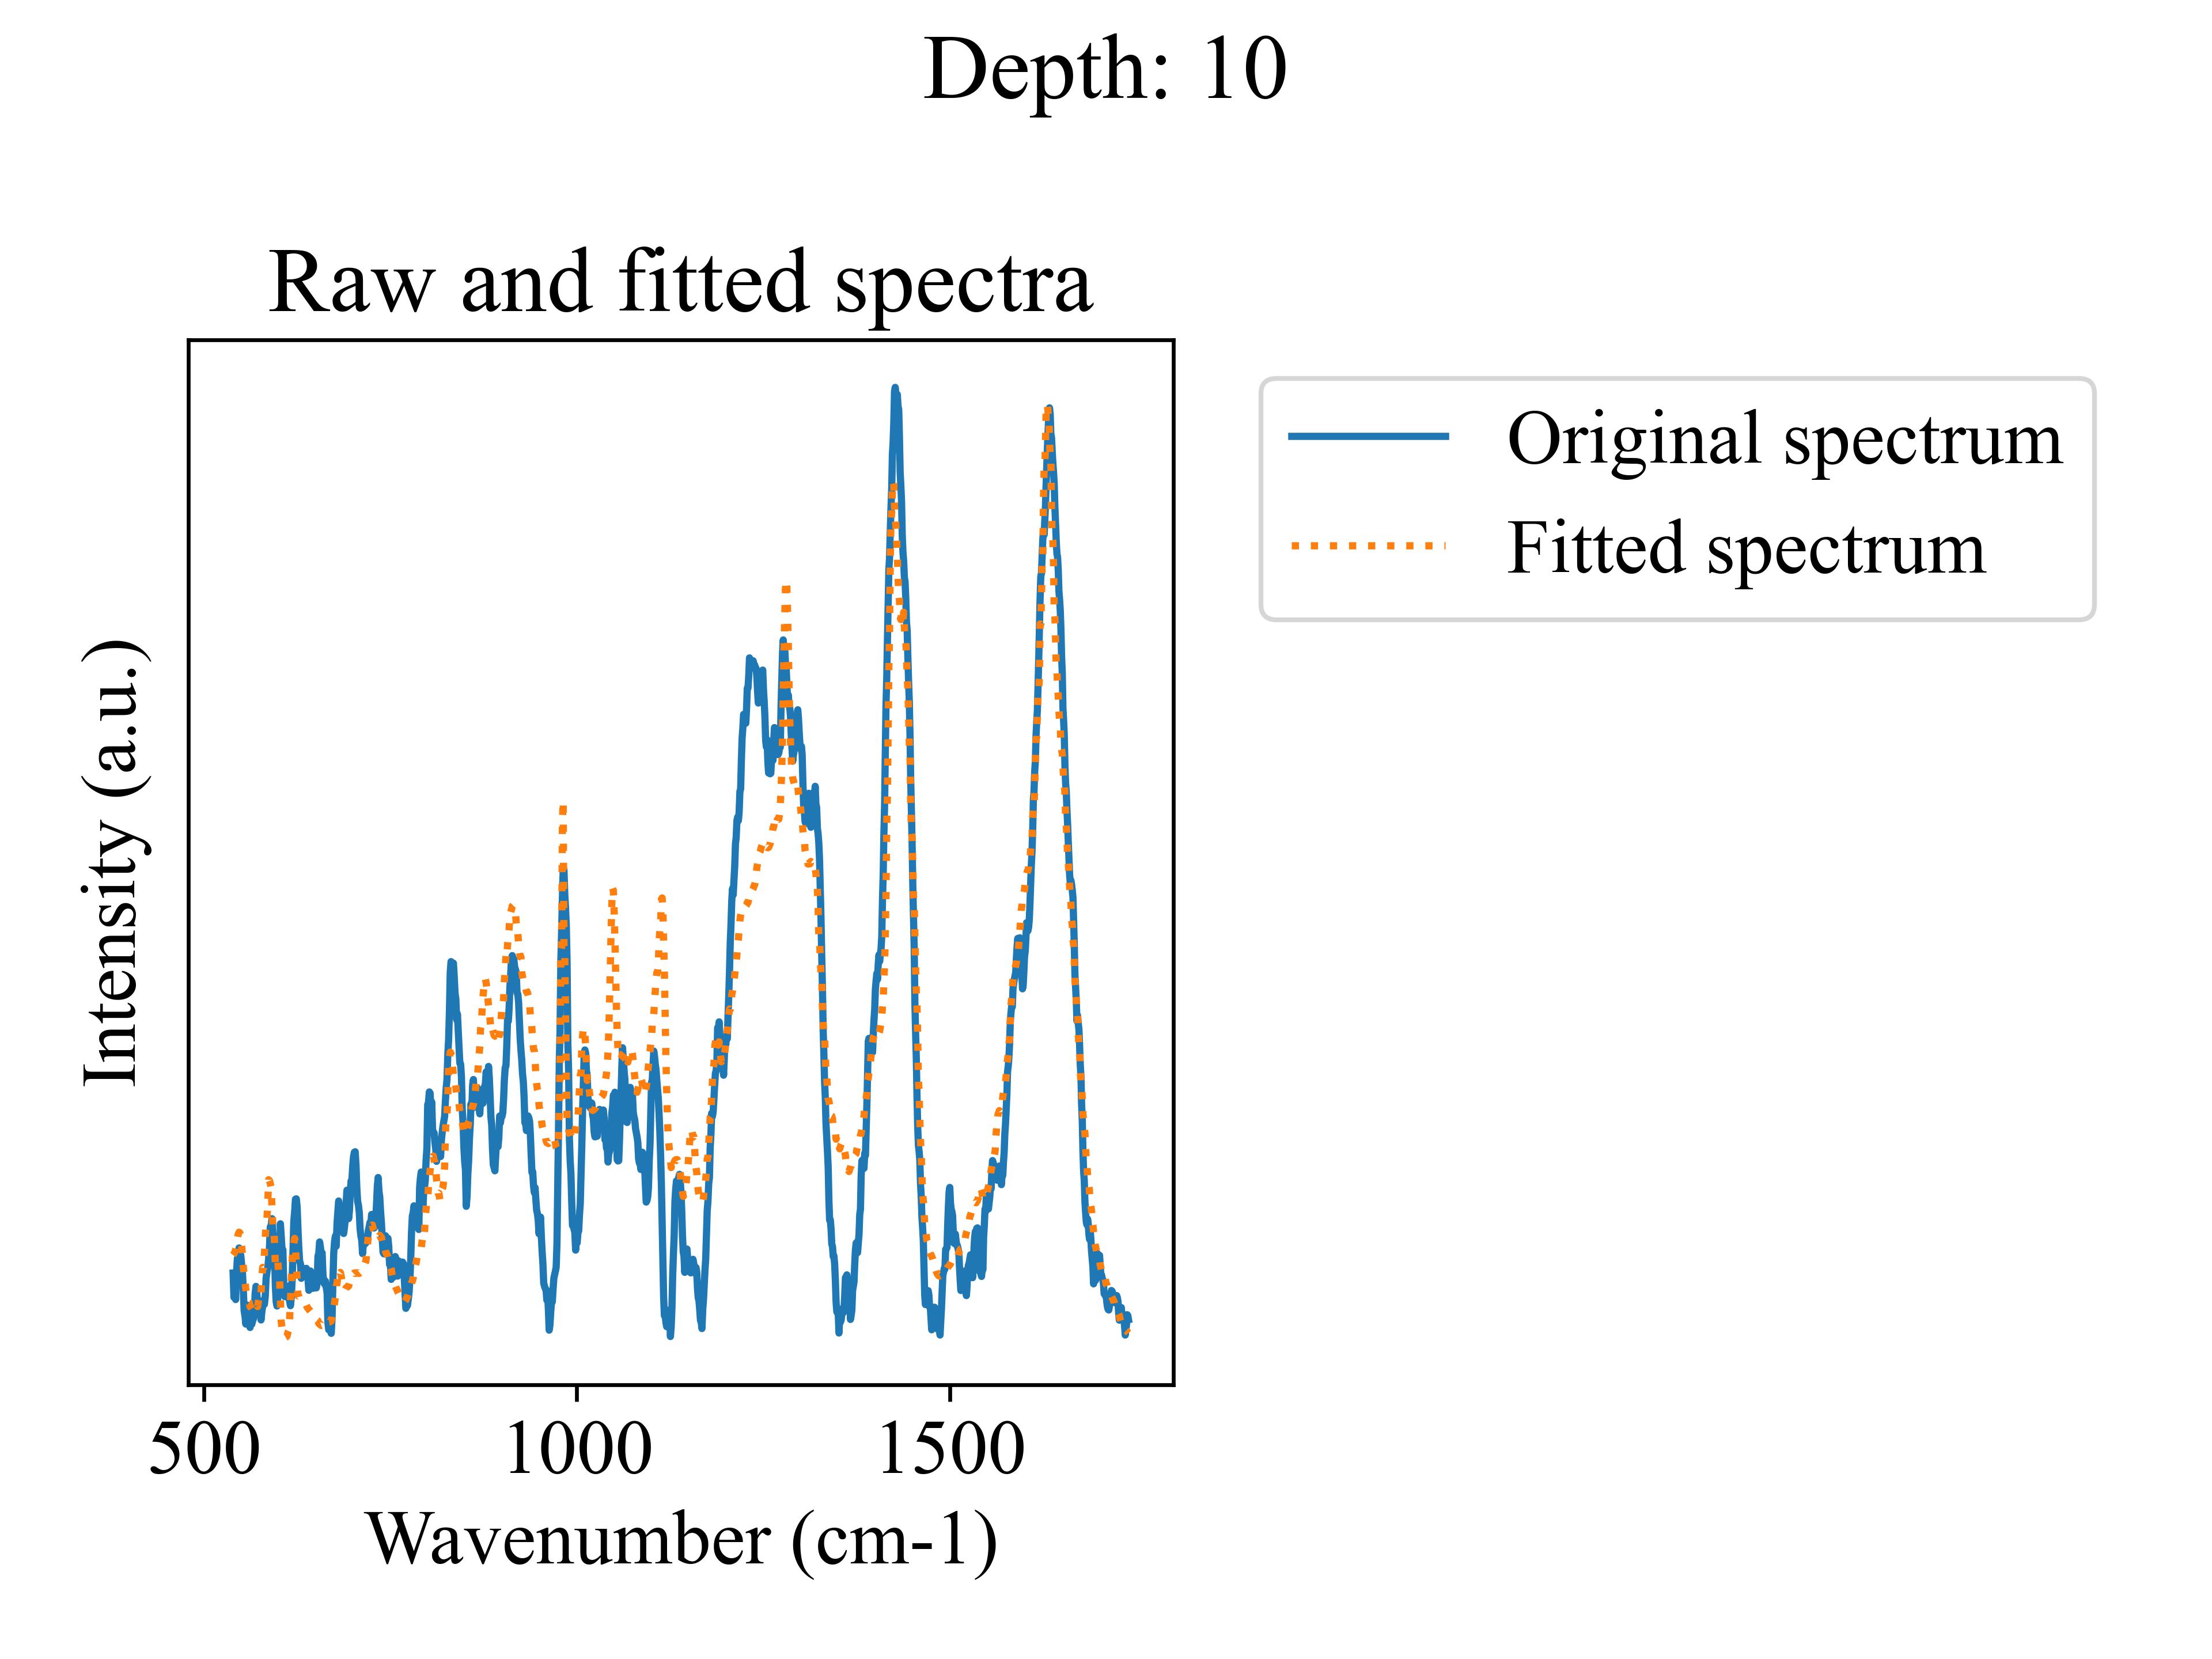 Depth: 10
Raw and fitted spectra
Original spectrum
Fitted spectrum
Intensity (a.u.)
500 1000 1500
Wavenumber (cm-1)